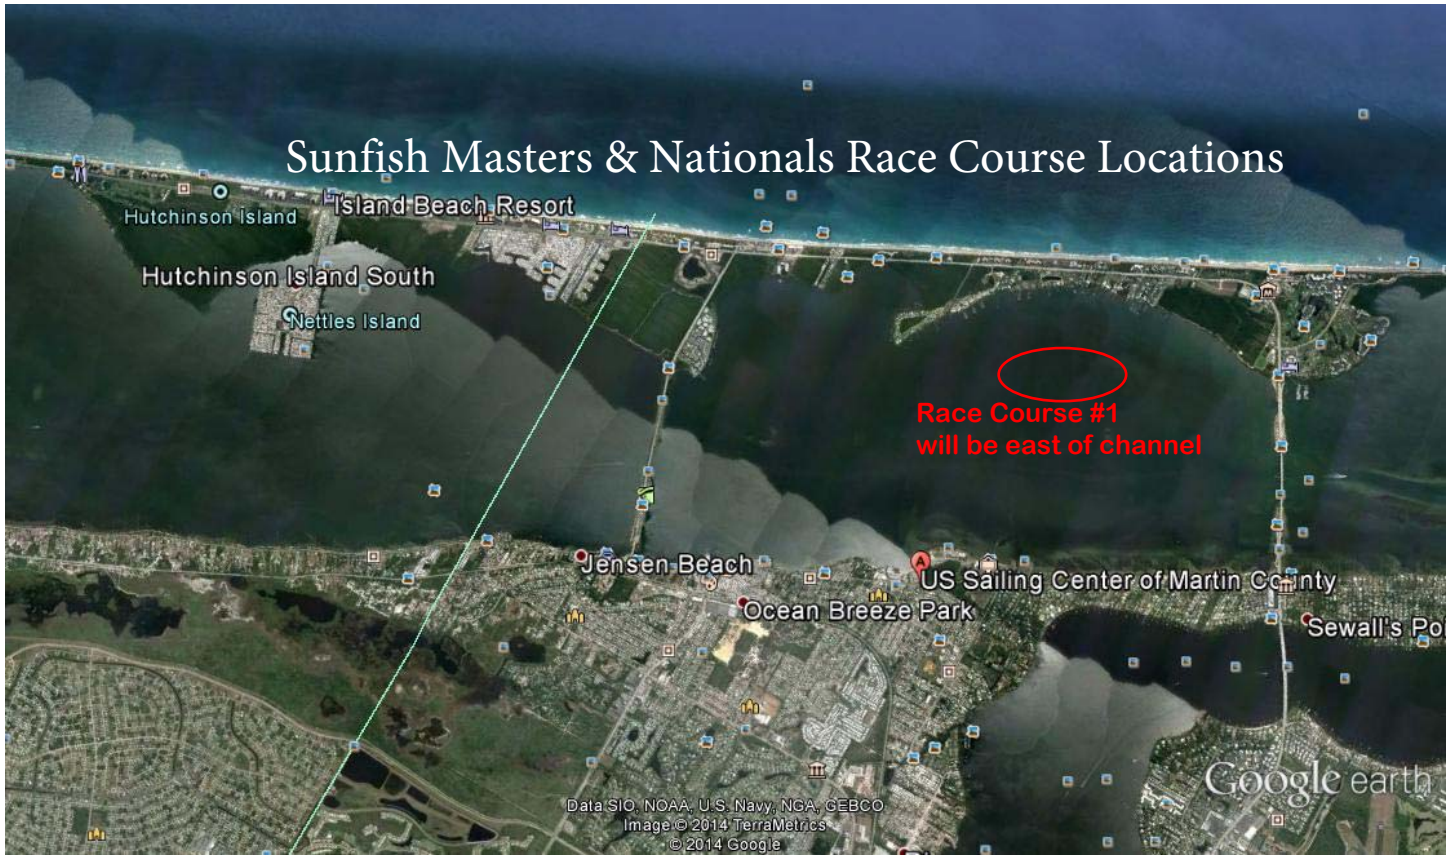 Sunfish Masters & Nationals Race Course Locations
Island Beach Resort
Hutchinson Island
Hutchinson Island South
Nettles Island
Race Course #1
will be east of channel
Jensen Beach
A
US Sailing Center of Martin County
Ocean Breeze Park
Sewall's Po
Google earth
Data SIO, NOAA, U.S. Navy, NGA, GEBCO
Image © 2014 TerraMetrics
© 2014 Google